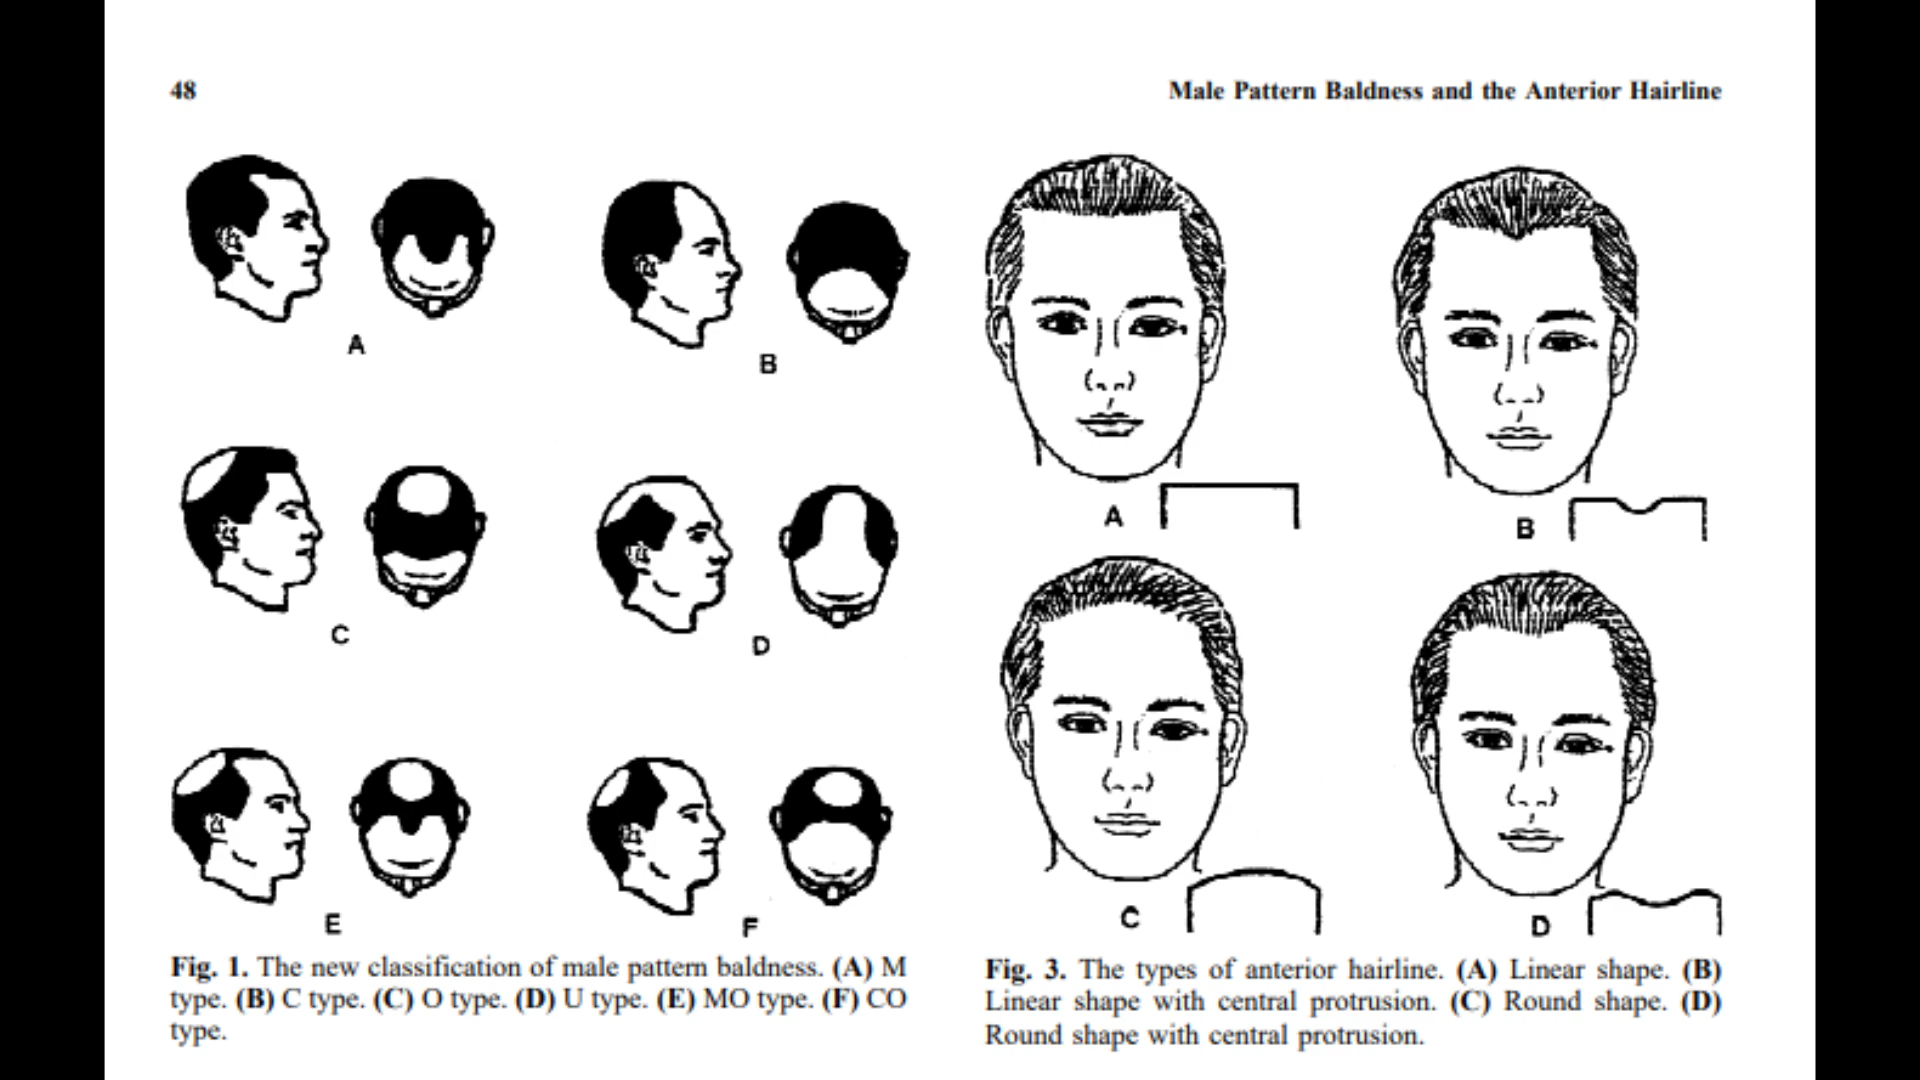 48
Male Pattern Baldness and the Anterior Hairline
A
B
C
D
E
F
Fig. 1. The new classification of male pattern baldness. (A) M
type. (B) C type. (C) O type. (D) U type. (E) MO type. (F) CO
type.
A
B
C
D
Fig. 3. The types of anterior hairline. (A) Linear shape. (B)
Linear shape with central protrusion. (C) Round shape. (D)
Round shape with central protrusion.